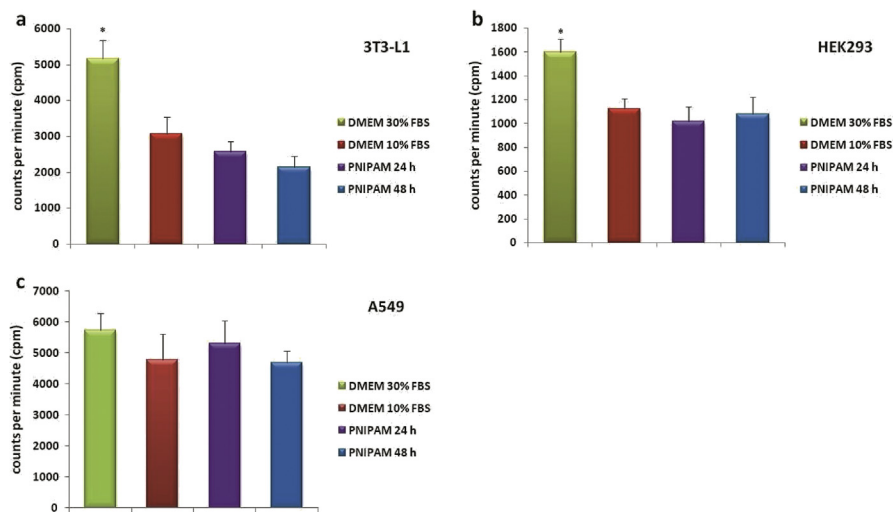 a
3T3-L1
counts per minute (cpm)
6000
5000
4000
3000
2000
1000
0
*
DMEM 30% FBS
DMEM 10% FBS
PNIPAM 24 h
PNIPAM 48 h
b
HEK293
counts per minute (cpm)
1800
1600
1400
1200
1000
800
600
400
200
0
*
DMEM 30% FBS
DMEM 10% FBS
PNIPAM 24 h
PNIPAM 48 h
c
A549
counts per minute (cpm)
7000
6000
5000
4000
3000
2000
1000
0
DMEM 30% FBS
DMEM 10% FBS
PNIPAM 24 h
PNIPAM 48 h